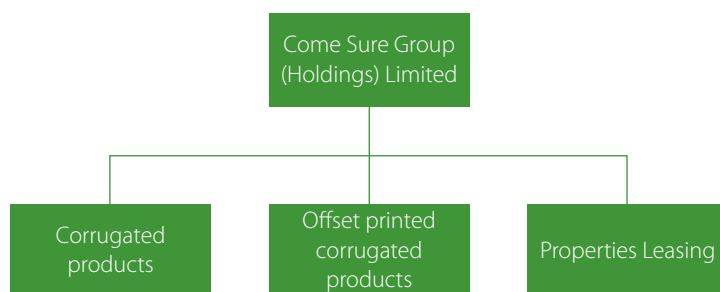 Come Sure Group
(Holdings) Limited
Corrugated
products
Offset printed
corrugated
products
Properties Leasing